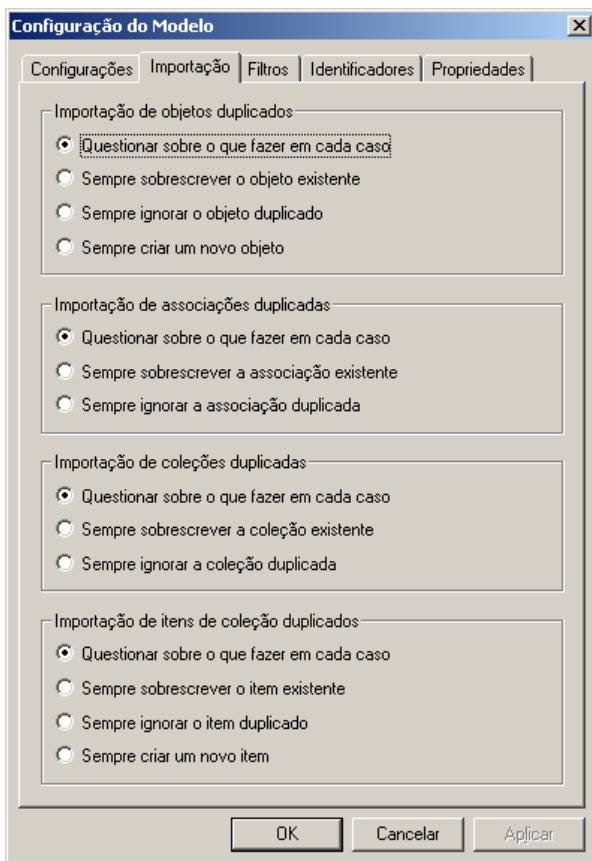 Configuração do Modelo
Configurações Importação Filtros Identificadores Propriedades
Importação de objetos duplicados
Questionar sobre o que fazer em cada caso
Sempre sobrescrever o objeto existente
Sempre ignorar o objeto duplicado
Sempre criar um novo objeto
Importação de associações duplicadas
Questionar sobre o que fazer em cada caso
Sempre sobrescrever a associação existente
Sempre ignorar a associação duplicada
Importação de coleções duplicadas
Questionar sobre o que fazer em cada caso
Sempre sobrescrever a coleção existente
Sempre ignorar a coleção duplicada
Importação de itens de coleção duplicados
Questionar sobre o que fazer em cada caso
Sempre sobrescrever o item existente
Sempre ignorar o item duplicado
Sempre criar um novo item
OK Cancelar Aplicar